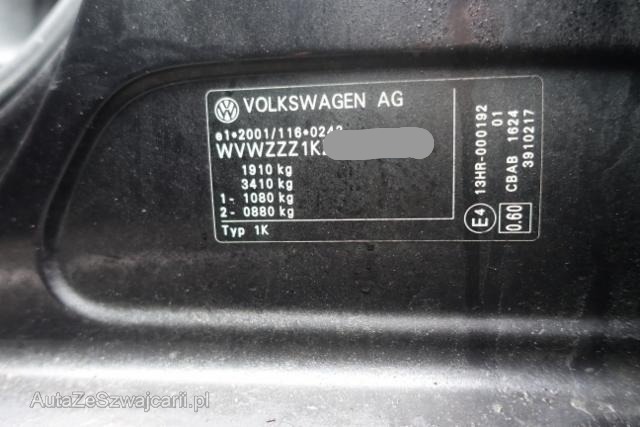 VOLKSWAGEN AG
e1*2001/116*0242
WVWZZZ1K
1910 kg
3410 kg
1- 1080 kg
2- 0880 kg
Typ 1K
E4
13HR-000192
01
0.60
CBAB 1624
3910217
AutaZeSzwajcarii.pl